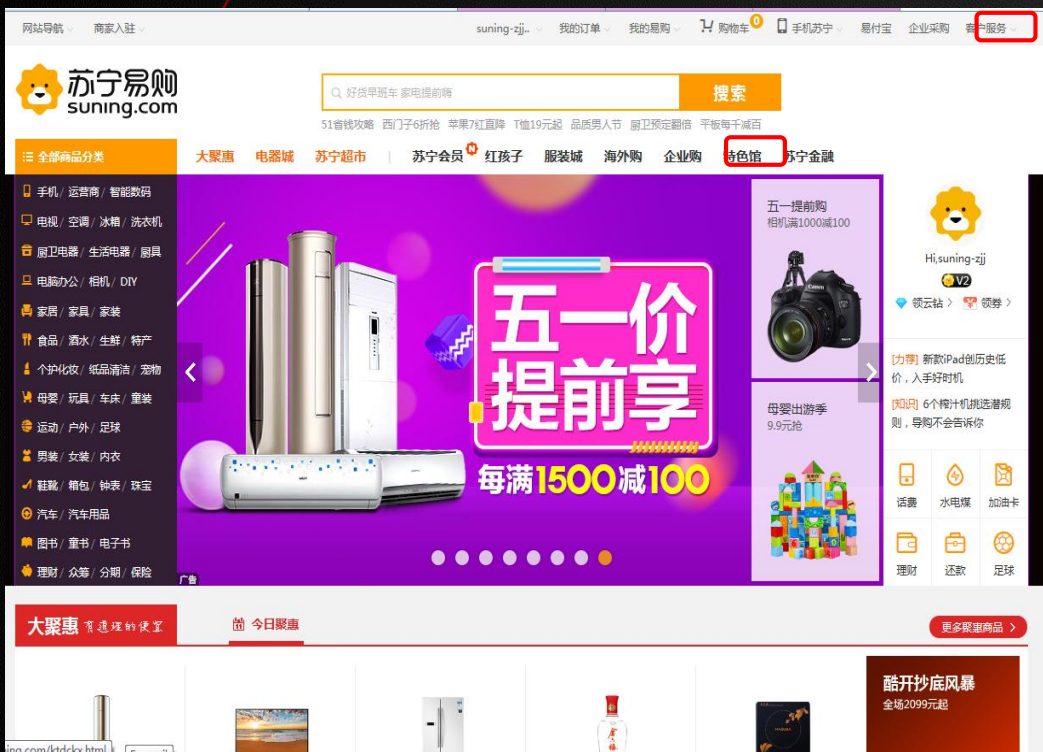 网站导航 商家入驻 suning-zjj.. 我的订单 我的易购 购物车 0 手机苏宁 易付宝 企业采购 客户服务
苏宁易购
suning.com
好货早班车 家电提前嗨 搜索
51省钱攻略 西门子6折抢 苹果7红直降 T恤19元起 品质男人节 厨卫预定翻倍 平板每千减百
全部商品分类 大聚惠 电器城 苏宁超市 苏宁会员 N 红孩子 服装城 海外购 企业购 特色馆 苏宁金融
手机/ 运营商/ 智能数码
电视/ 空调/ 冰箱/ 洗衣机
厨卫电器/ 生活电器/ 厨具
电脑办公/ 相机/ DIY
家居/ 家具/ 家装
食品/ 酒水/ 生鲜/ 特产
个护化妆/ 纸品清洁/ 宠物
母婴/ 玩具/ 车床/ 童装
运动/ 户外/ 足球
男装/ 女装/ 内衣
鞋靴/ 箱包/ 钟表/ 珠宝
汽车/ 汽车用品
图书/ 童书/ 电子书
理财/ 众筹/ 分期/ 保险
五一价
提前享
每满1500减100
广告
五一提前购
相机满1000减100
Canon
母婴出游季
9.9元抢
Hi,suning-zjj
V2
领云钻 领券
[力荐] 新款iPad创历史低
价，入手好时机
[知识] 6个榨汁机挑选潜规
则，导购不会告诉你
话费 水电煤 加油卡
理财 还款 足球
大聚惠 有道理的便宜 今日聚惠 更多聚惠商品
酷开抄底风暴
全场2099元起
金六福
ing.com/ktdckx.html